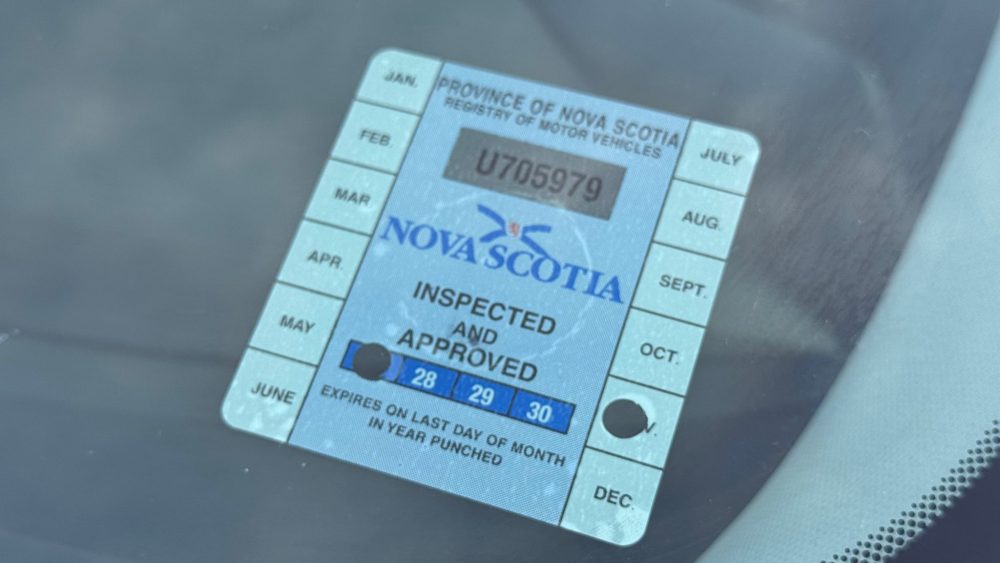 JAN.
FEB.
MAR.
APR.
MAY
JUNE
PROVINCE OF NOVA SCOTIA
REGISTRY OF MOTOR VEHICLES
U705979
NOVA SCOTIA
INSPECTED
AND
APPROVED
28 29 30
EXPIRES ON LAST DAY OF MONTH
IN YEAR PUNCHED
JULY
AUG.
SEPT.
OCT.
V.
DEC.